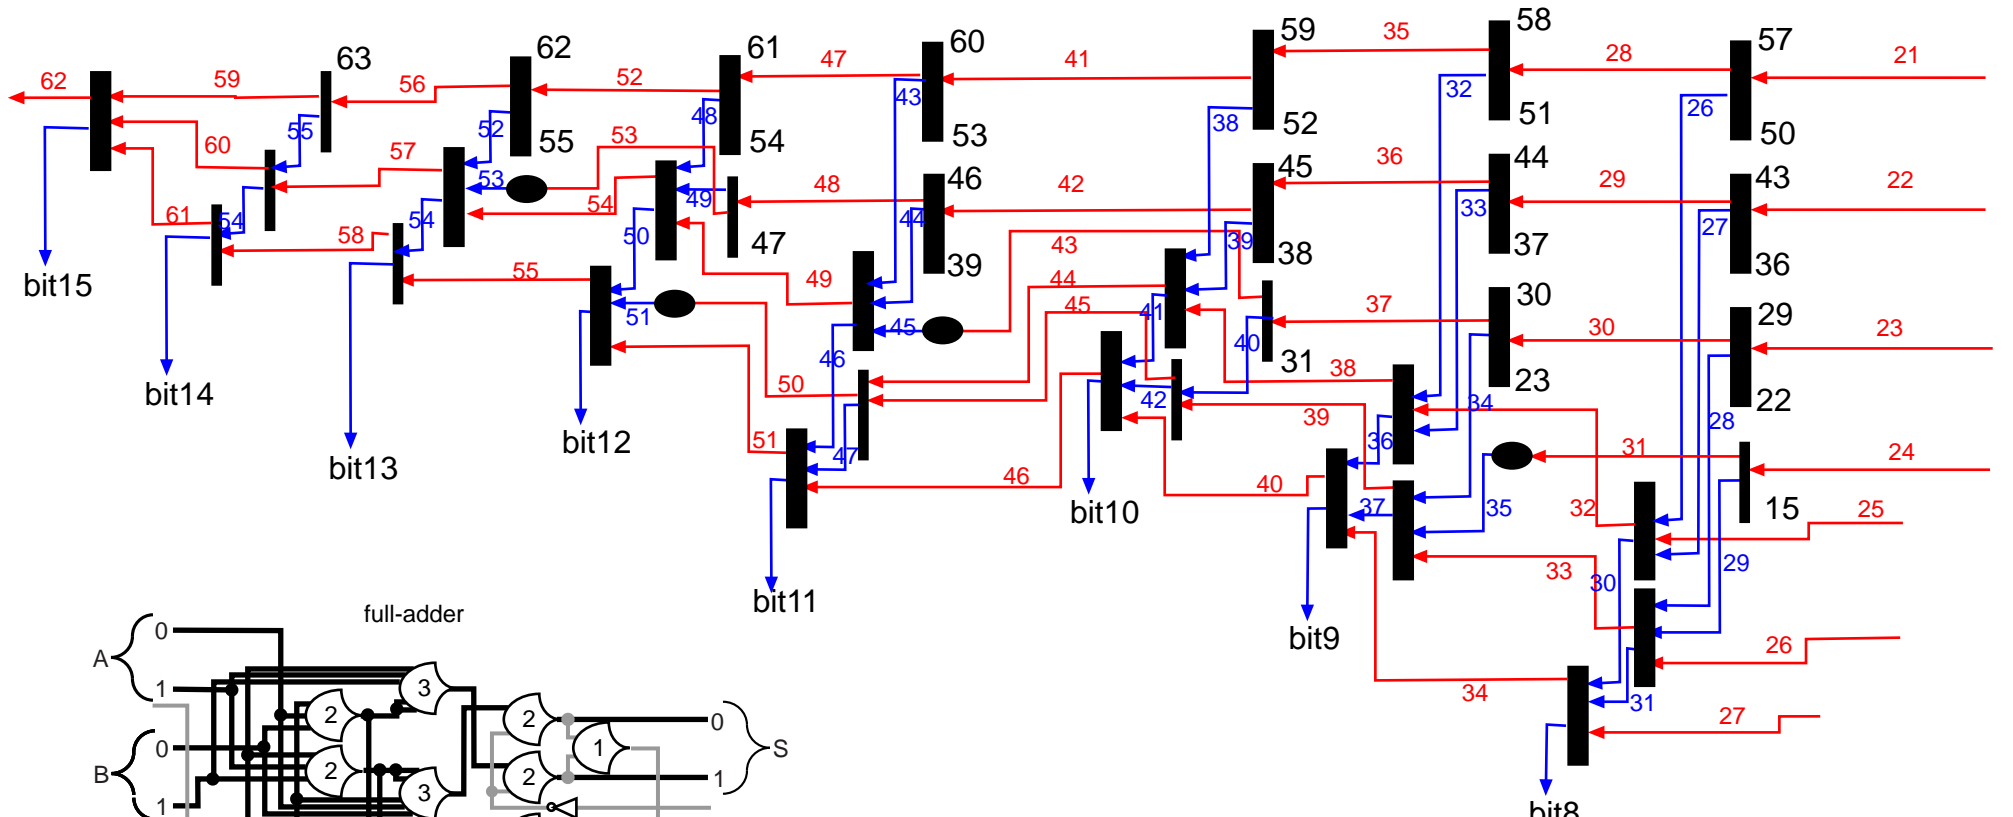 59 35 58 28 57 21
63 62 61 47 60 41
62 59 56 52 43 38 32 26
55 60 55 52 57 48 54 53 53 52 51 50
53 54 49 48 46 42 45 36 44 29 43 22
61 54 58 54 50 47 44 39 39 38 33 37 27 36
bit15 55 49 43 44 45 41 40 37 31 30 30 29 23
51 45 46 38 23 22
bit14 50 42 39 34 28
bit12 51 47 36 31 24
bit13 46 40 37 35 32 15 25
bit10
bit11 33 30 29
full-adder bit9
A 0 26
1 3 34 31
2 2 27
B 0 1 0 S
2 2 1
1 3
bit8